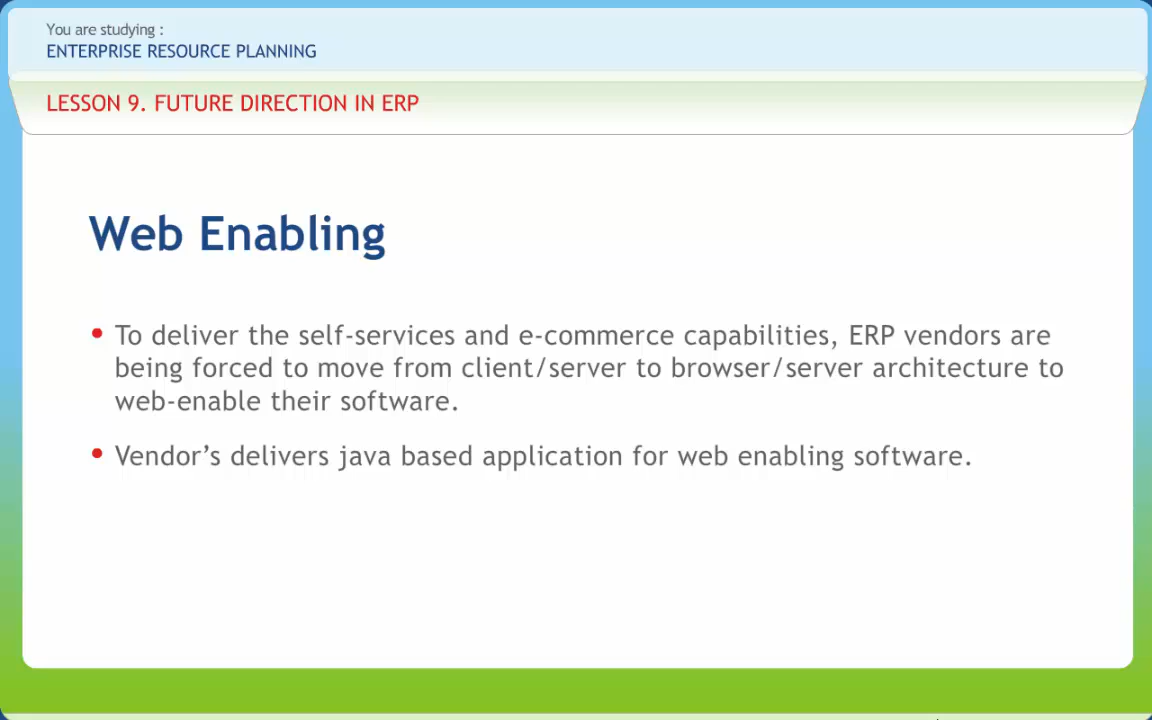 You are studying :
ENTERPRISE RESOURCE PLANNING
LESSON 9. FUTURE DIRECTION IN ERP
Web Enabling
• To deliver the self-services and e-commerce capabilities, ERP vendors are
being forced to move from client/server to browser/server architecture to
web-enable their software.
• Vendor’s delivers java based application for web enabling software.